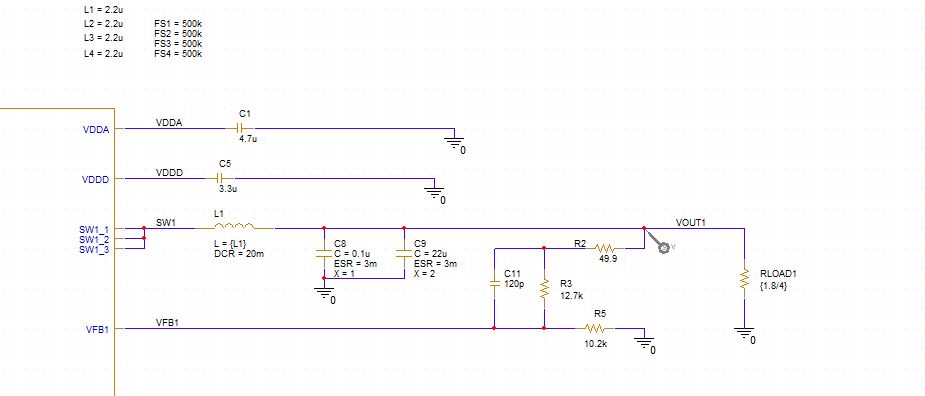 L1 = 2.2u
L2 = 2.2u
L3 = 2.2u
L4 = 2.2u
FS1 = 500k
FS2 = 500k
FS3 = 500k
FS4 = 500k
VDDA
VDDA
C1
4.7u
0
VDDD
VDDD
C5
3.3u
0
SW1_1
SW1_2
SW1_3
SW1
L1
L = {L1}
DCR = 20m
C8
C = 0.1u
ESR = 3m
X = 1
0
C9
C = 22u
ESR = 3m
X = 2
C11
120p
R2
49.9
R3
12.7k
VOUT1
V
RLOAD1
{1.8/4}
0
VFB1
VFB1
R5
10.2k
0